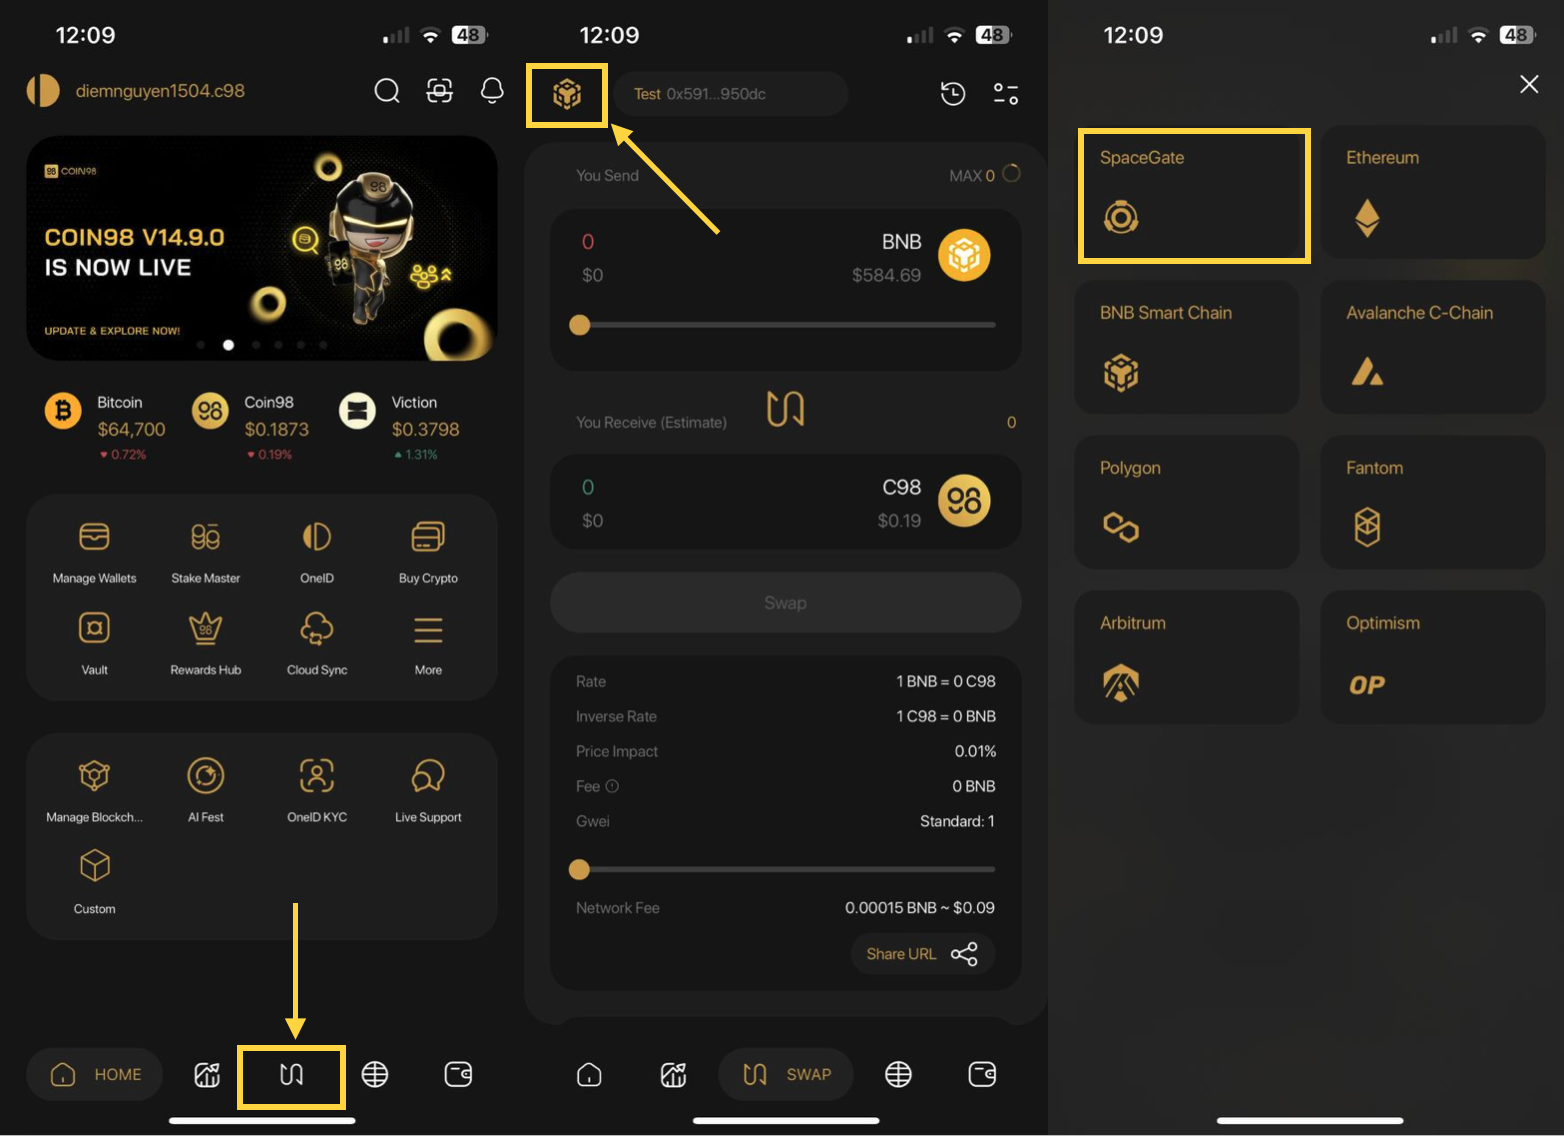 12:09
48
diemnguyen1504.c98
98 COIN98
COIN98 V14.9.0
IS NOW LIVE
UPDATE & EXPLORE NOW!
98
98
Bitcoin
$64,700
0.72%
Coin98
$0.1873
0.19%
Viction
$0.3798
1.31%
Manage Wallets
Stake Master
OneID
Buy Crypto
Vault
Rewards Hub
Cloud Sync
More
Manage Blockch...
AI Fest
OneID KYC
Live Support
Custom
HOME
12:09
48
Test 0x591...950dc
You Send
MAX 0
0
BNB
$0
$584.69
You Receive (Estimate)
0
0
C98
$0
$0.19
98
Swap
Rate
1 BNB = 0 C98
Inverse Rate
1 C98 = 0 BNB
Price Impact
0.01%
Fee
0 BNB
Gwei
Standard: 1
Network Fee
0.00015 BNB ~ $0.09
Share URL
SWAP
12:09
48
SpaceGate
Ethereum
BNB Smart Chain
Avalanche C-Chain
Polygon
Fantom
Arbitrum
Optimism
OP